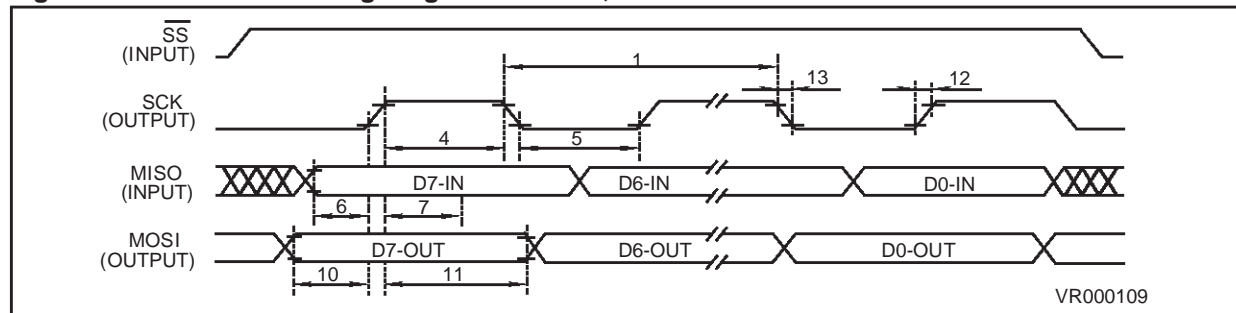 SS
(INPUT)
1
13
12
SCK
(OUTPUT)
4
5
MISO
(INPUT)
D7-IN
D6-IN
D0-IN
6
7
MOSI
(OUTPUT)
D7-OUT
D6-OUT
D0-OUT
10
11
VR000109